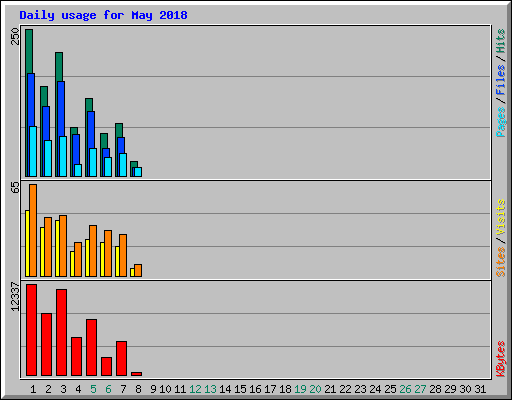 Daily usage for May 2018
250
Pages / Files / Hits
65
Sites / Visits
12337
KBytes
1 2 3 4 5 6 7 8 9 10 11 12 13 14 15 16 17 18 19 20 21 22 23 24 25 26 27 28 29 30 31